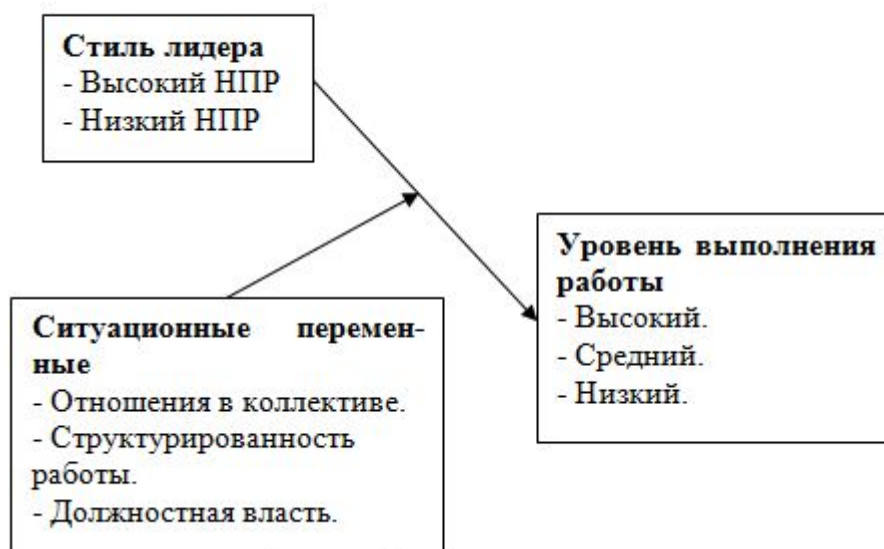 Стиль лидера
- Высокий НПР
- Низкий НПР
Уровень выполнения
работы
- Высокий.
- Средний.
- Низкий.
Ситуационные перемен-
ные
- Отношения в коллективе.
- Структурированность
работы.
- Должностная власть.